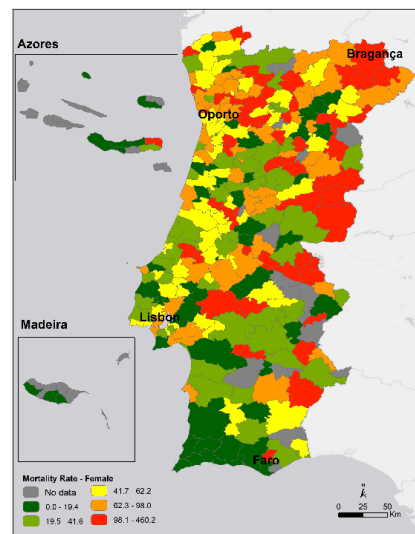 Azores
Bragança
Oporto
Lisbon
Madeira
Faro
Mortality Rate - Female
No data
0.0 - 19.4
19.5 41.6
41.7 62.2
62.3 - 98.0
98.1 - 460.2
N
0 25 50
Km